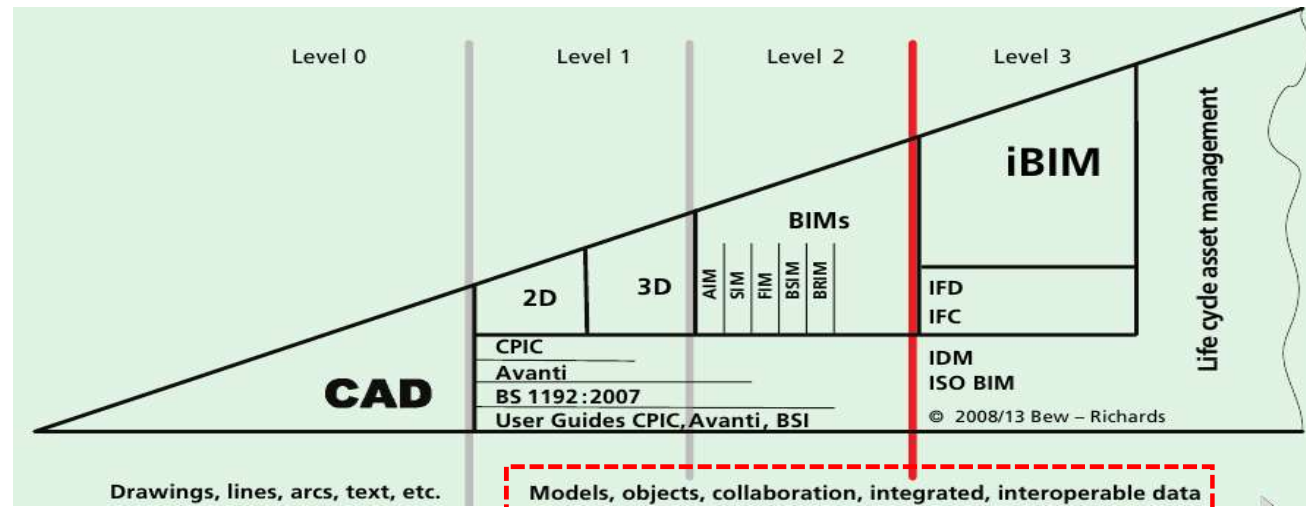 Level 0
Level 1
Level 2
Level 3
iBIM
BIMs
2D
3D
AIM
SIM
FIM
BSIM
BRIM
IFD
IFC
Life cycle asset management
CAD
CPIC
Avanti
BS 1192:2007
User Guides CPIC, Avanti, BSI
IDM
ISO BIM
© 2008/13 Bew – Richards
Drawings, lines, arcs, text, etc.
Models, objects, collaboration, integrated, interoperable data